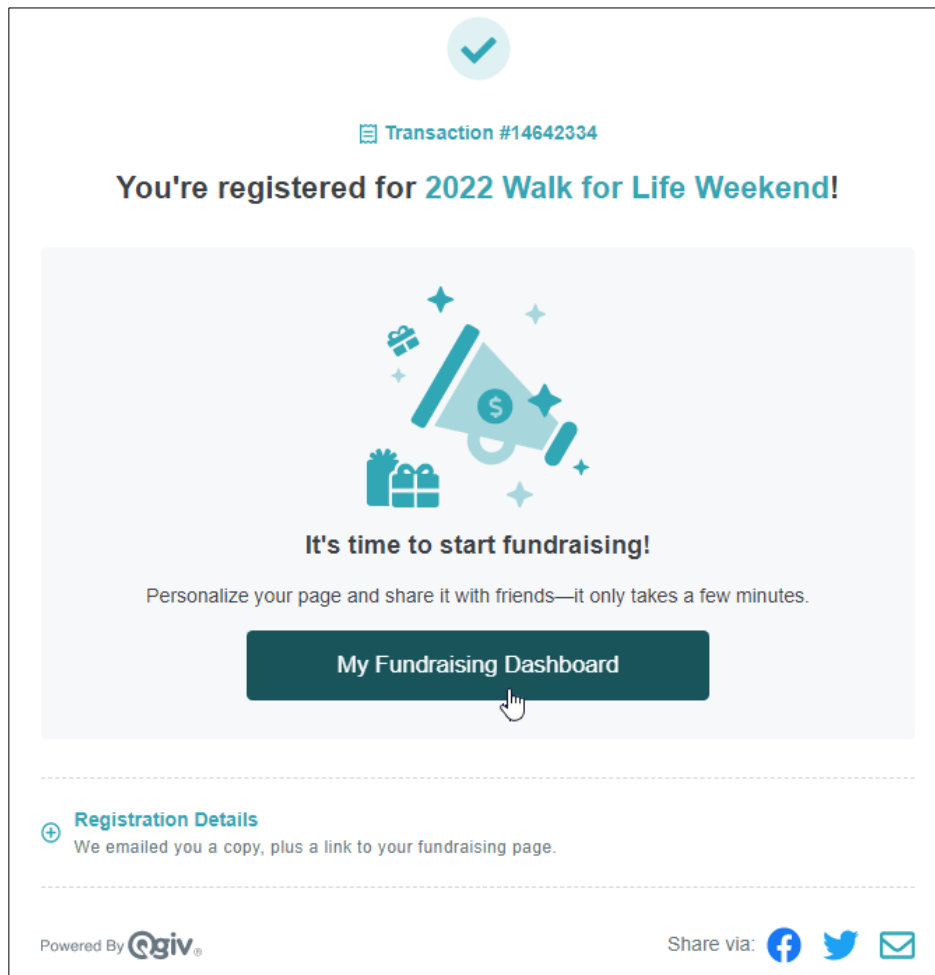 Transaction #14642334
You're registered for 2022 Walk for Life Weekend!
$
It's time to start fundraising!
Personalize your page and share it with friends—it only takes a few minutes.
My Fundraising Dashboard
Registration Details
We emailed you a copy, plus a link to your fundraising page.
Powered By Qgiv®
Share via: